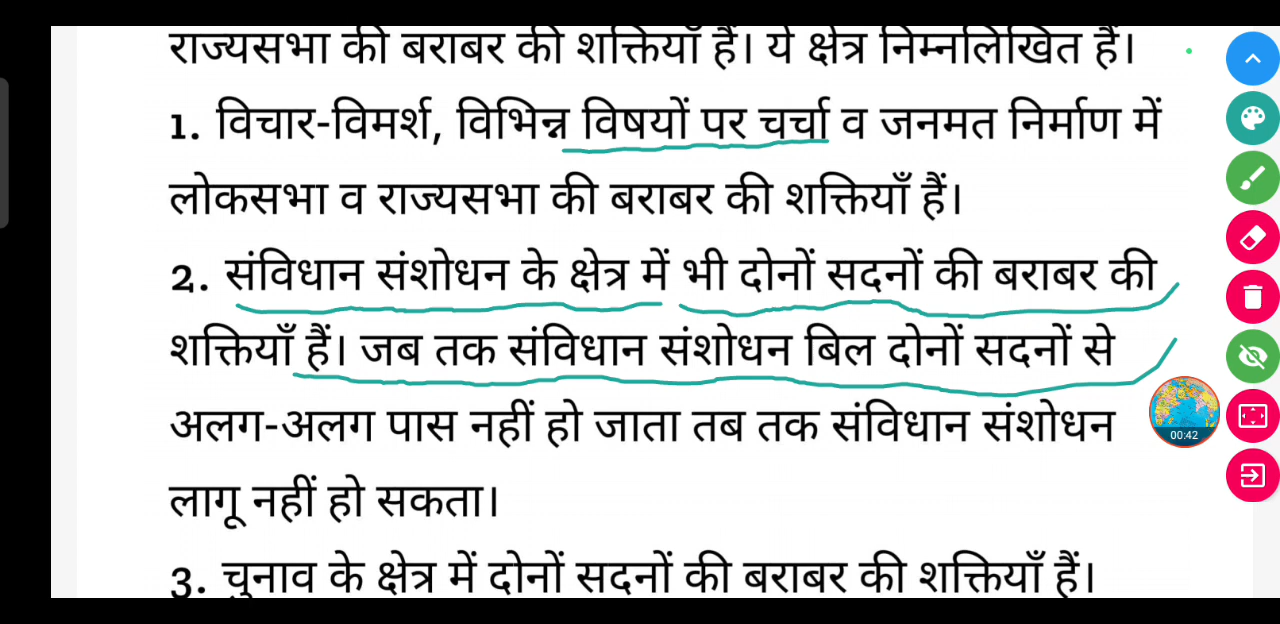 राज्यसभा की बराबर की शक्तियाँ हैं। ये क्षेत्र निम्नलिखित हैं।
1. विचार-विमर्श, विभिन्न विषयों पर चर्चा व जनमत निर्माण में
लोकसभा व राज्यसभा की बराबर की शक्तियाँ हैं।
2. संविधान संशोधन के क्षेत्र में भी दोनों सदनों की बराबर की
शक्तियाँ हैं। जब तक संविधान संशोधन बिल दोनों सदनों से
अलग-अलग पास नहीं हो जाता तब तक संविधान संशोधन
00:42
लागू नहीं हो सकता।
3. चुनाव के क्षेत्र में दोनों सदनों की बराबर की शक्तियाँ हैं।